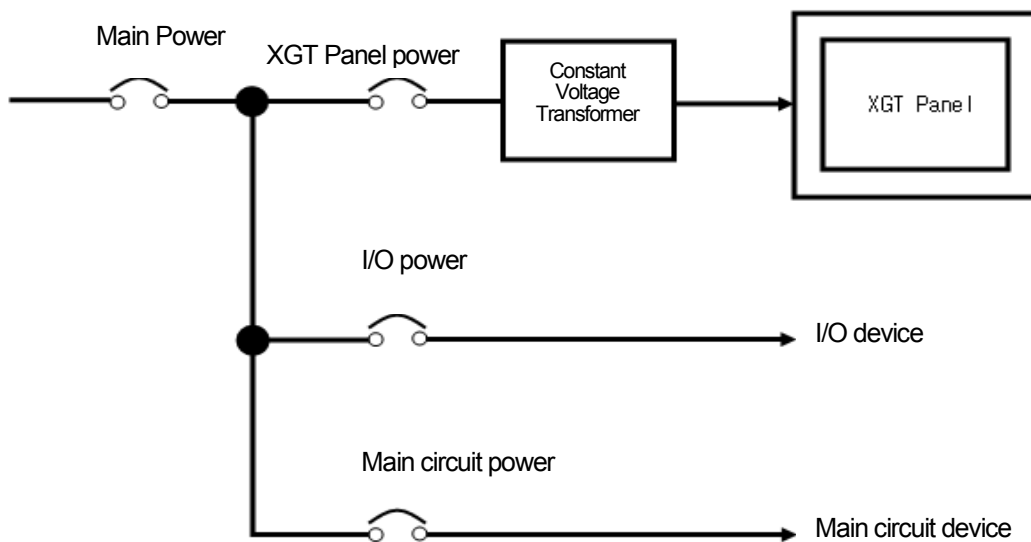 Main Power
XGT Panel power
Constant
Voltage
Transformer
XGT Panel
I/O power
I/O device
Main circuit power
Main circuit device